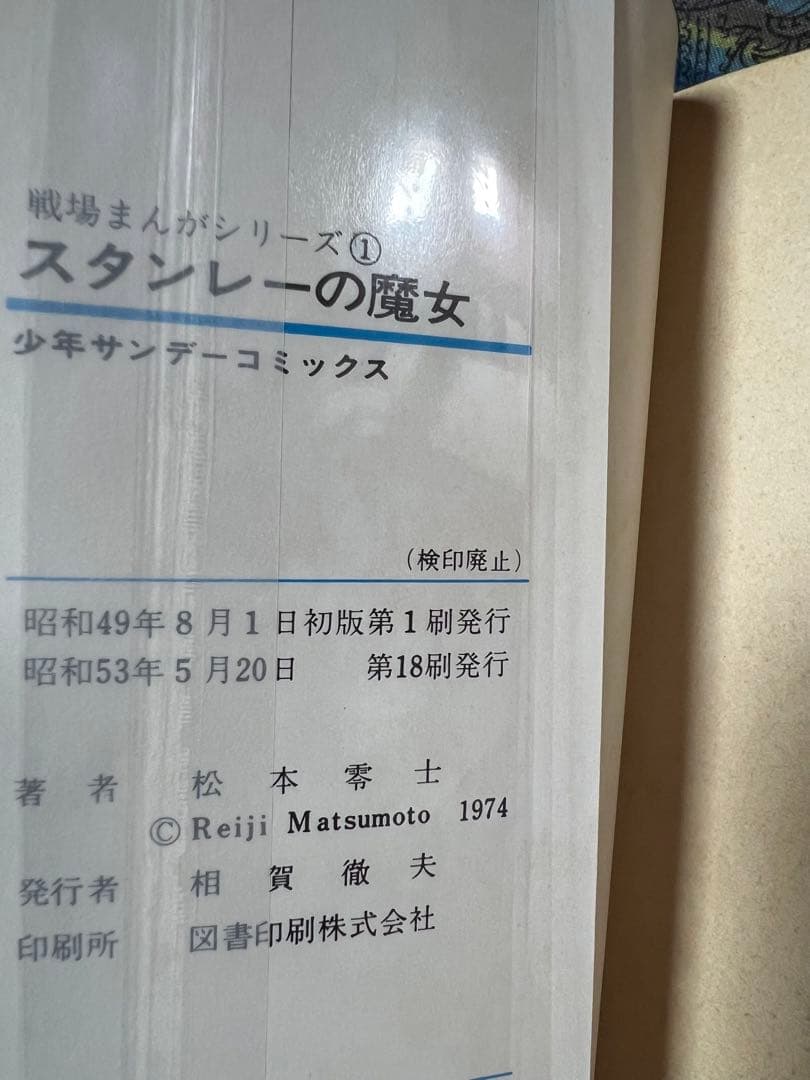 戦場まんがシリーズ①
スタンレーの魔女
少年サンデーコミックス
(検印廃止)
昭和49年8月1日初版第1刷発行
昭和53年5月20日 第18刷発行
著者 松本零士
©Reiji Matsumoto 1974
発行者 相賀徹夫
印刷所 図書印刷株式会社